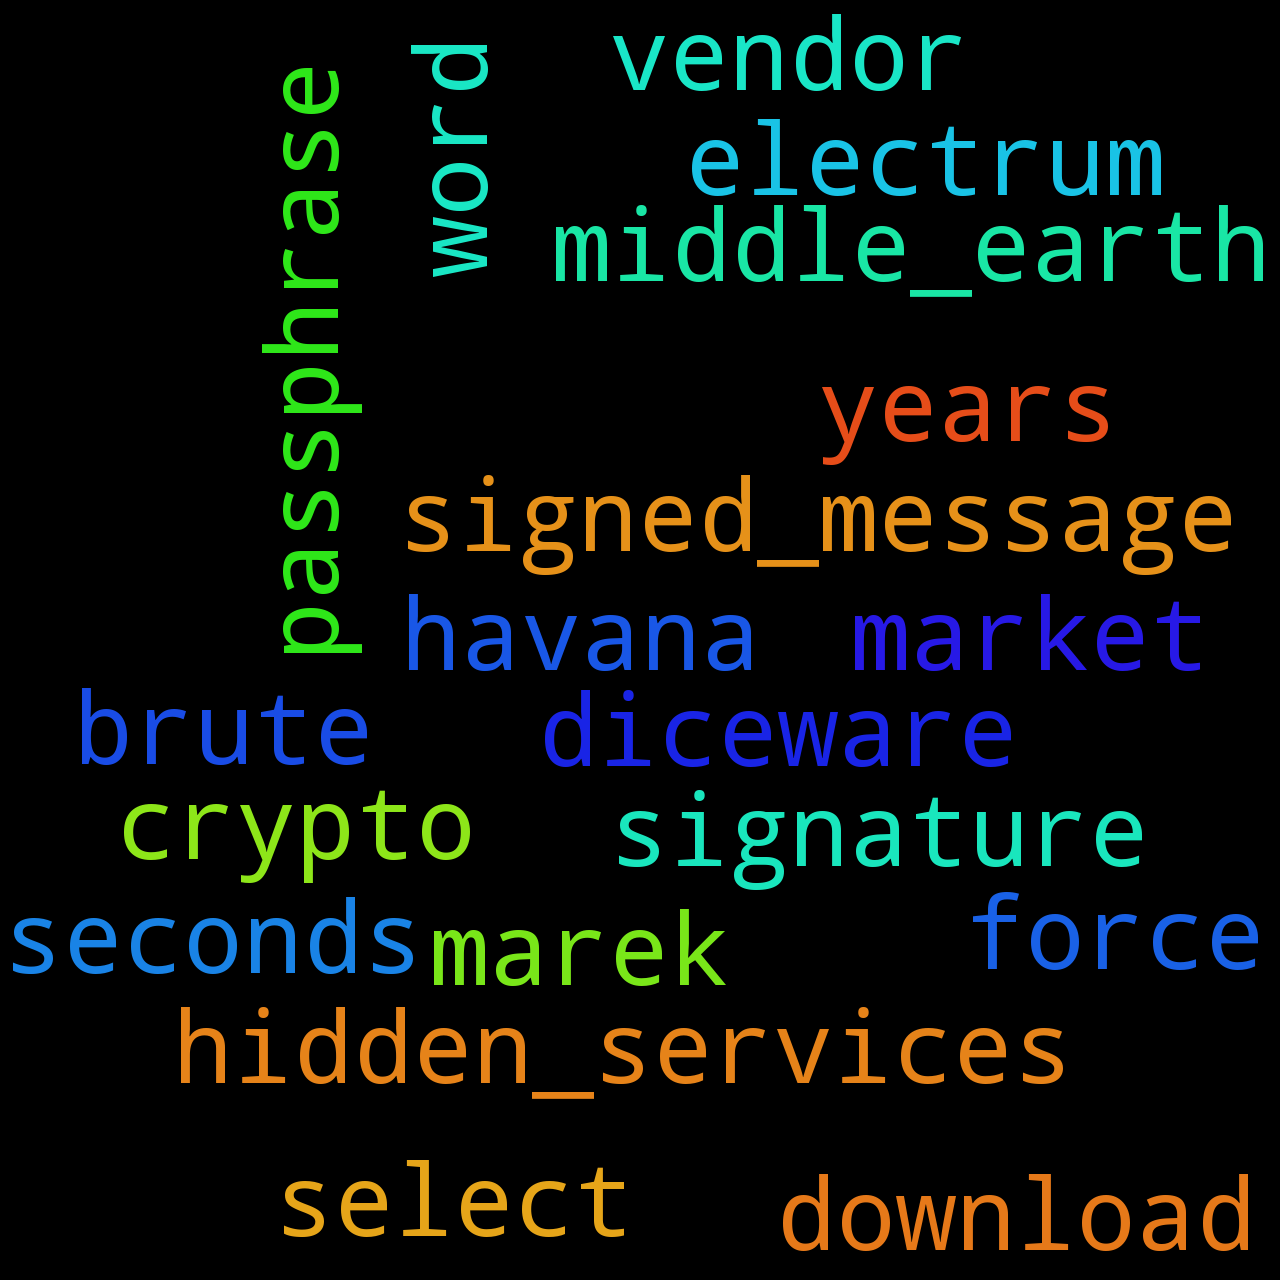 passphrase
word
vendor
electrum
middle_earth
years
signed_message
havana market
brute diceware
crypto signature
seconds marek force
hidden_services
select download